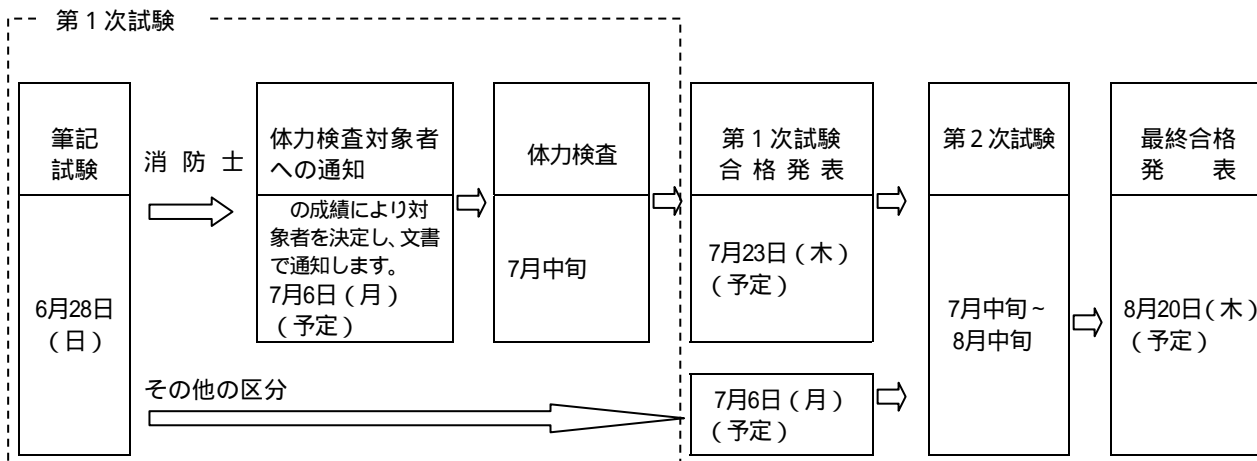 第１次試験
筆記
試験
6月28日
（日）
消 防 士
体力検査対象者
への通知
の成績により対
象者を決定し、文書
で通知します。
7月6日（月）
（予定）
体力検査
7月中旬
第１次試験
合 格 発 表
7月23日（木）
（予定）
その他の区分
7月6日（月）
（予定）
第２次試験
7月中旬~
8月中旬
最終合格
発　　表
8月20日（木）
（予定）